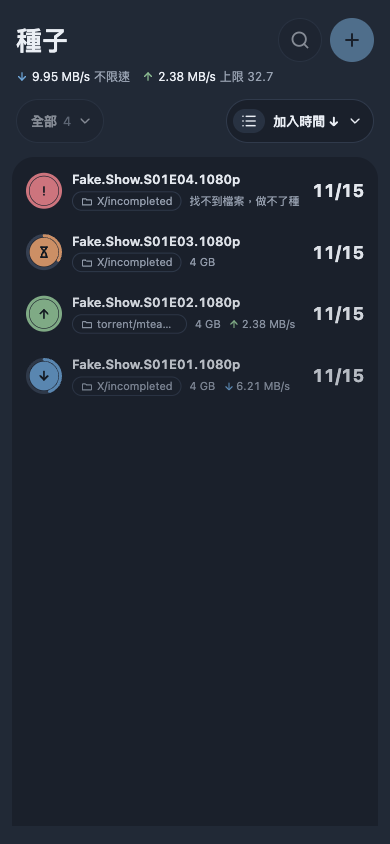 種子
9.95 MB/s 不限速 2.38 MB/s 上限 32.7
全部 4 加入時間
Fake.Show.S01E04.1080p
X/incompleted 找不到檔案，做不了種 11/15
Fake.Show.S01E03.1080p
X/incompleted 4 GB 11/15
Fake.Show.S01E02.1080p
torrent/mtea... 4 GB 2.38 MB/s 11/15
Fake.Show.S01E01.1080p
X/incompleted 4 GB 6.21 MB/s 11/15